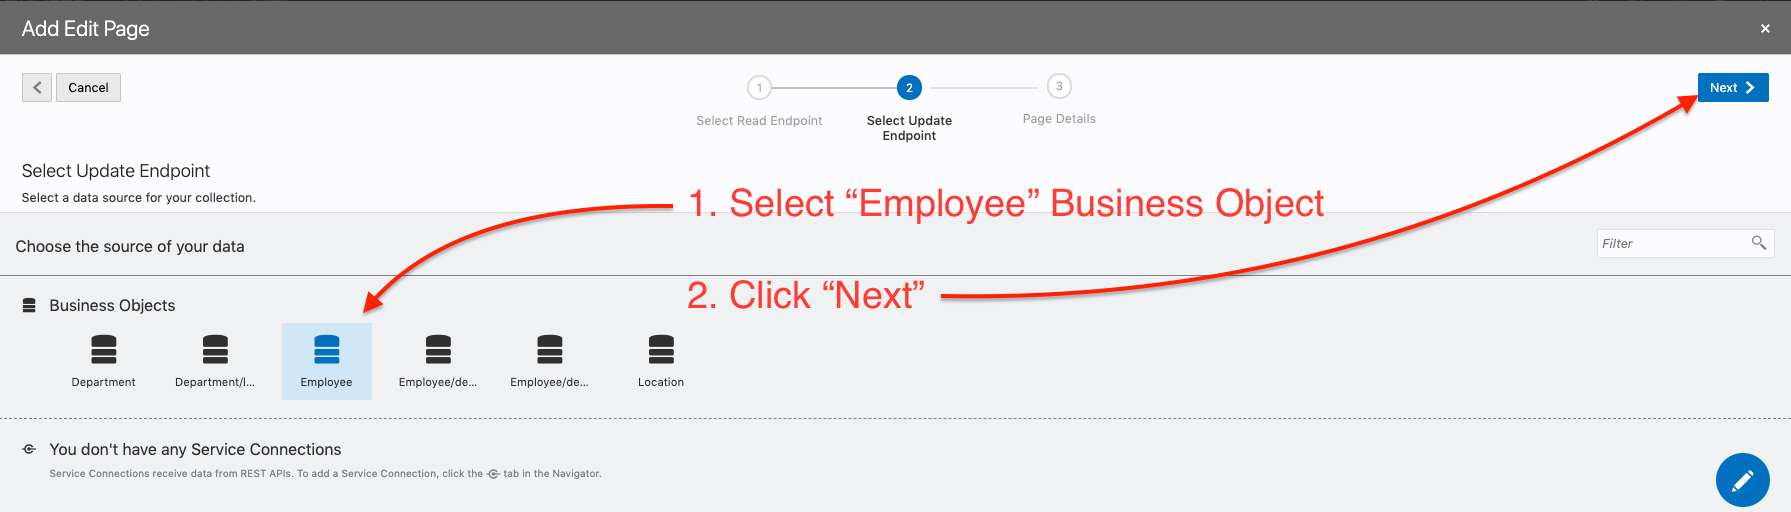 Add Edit Page
×
Cancel
1
2
3
Next
Select Read Endpoint
Select Update
Endpoint
Page Details
Select Update Endpoint
Select a data source for your collection.
1. Select “Employee” Business Object
Choose the source of your data
Filter
2. Click “Next”
Business Objects
Department
Department/l...
Employee
Employee/de...
Employee/de...
Location
You don't have any Service Connections
Service Connections receive data from REST APIs. To add a Service Connection, click the tab in the Navigator.